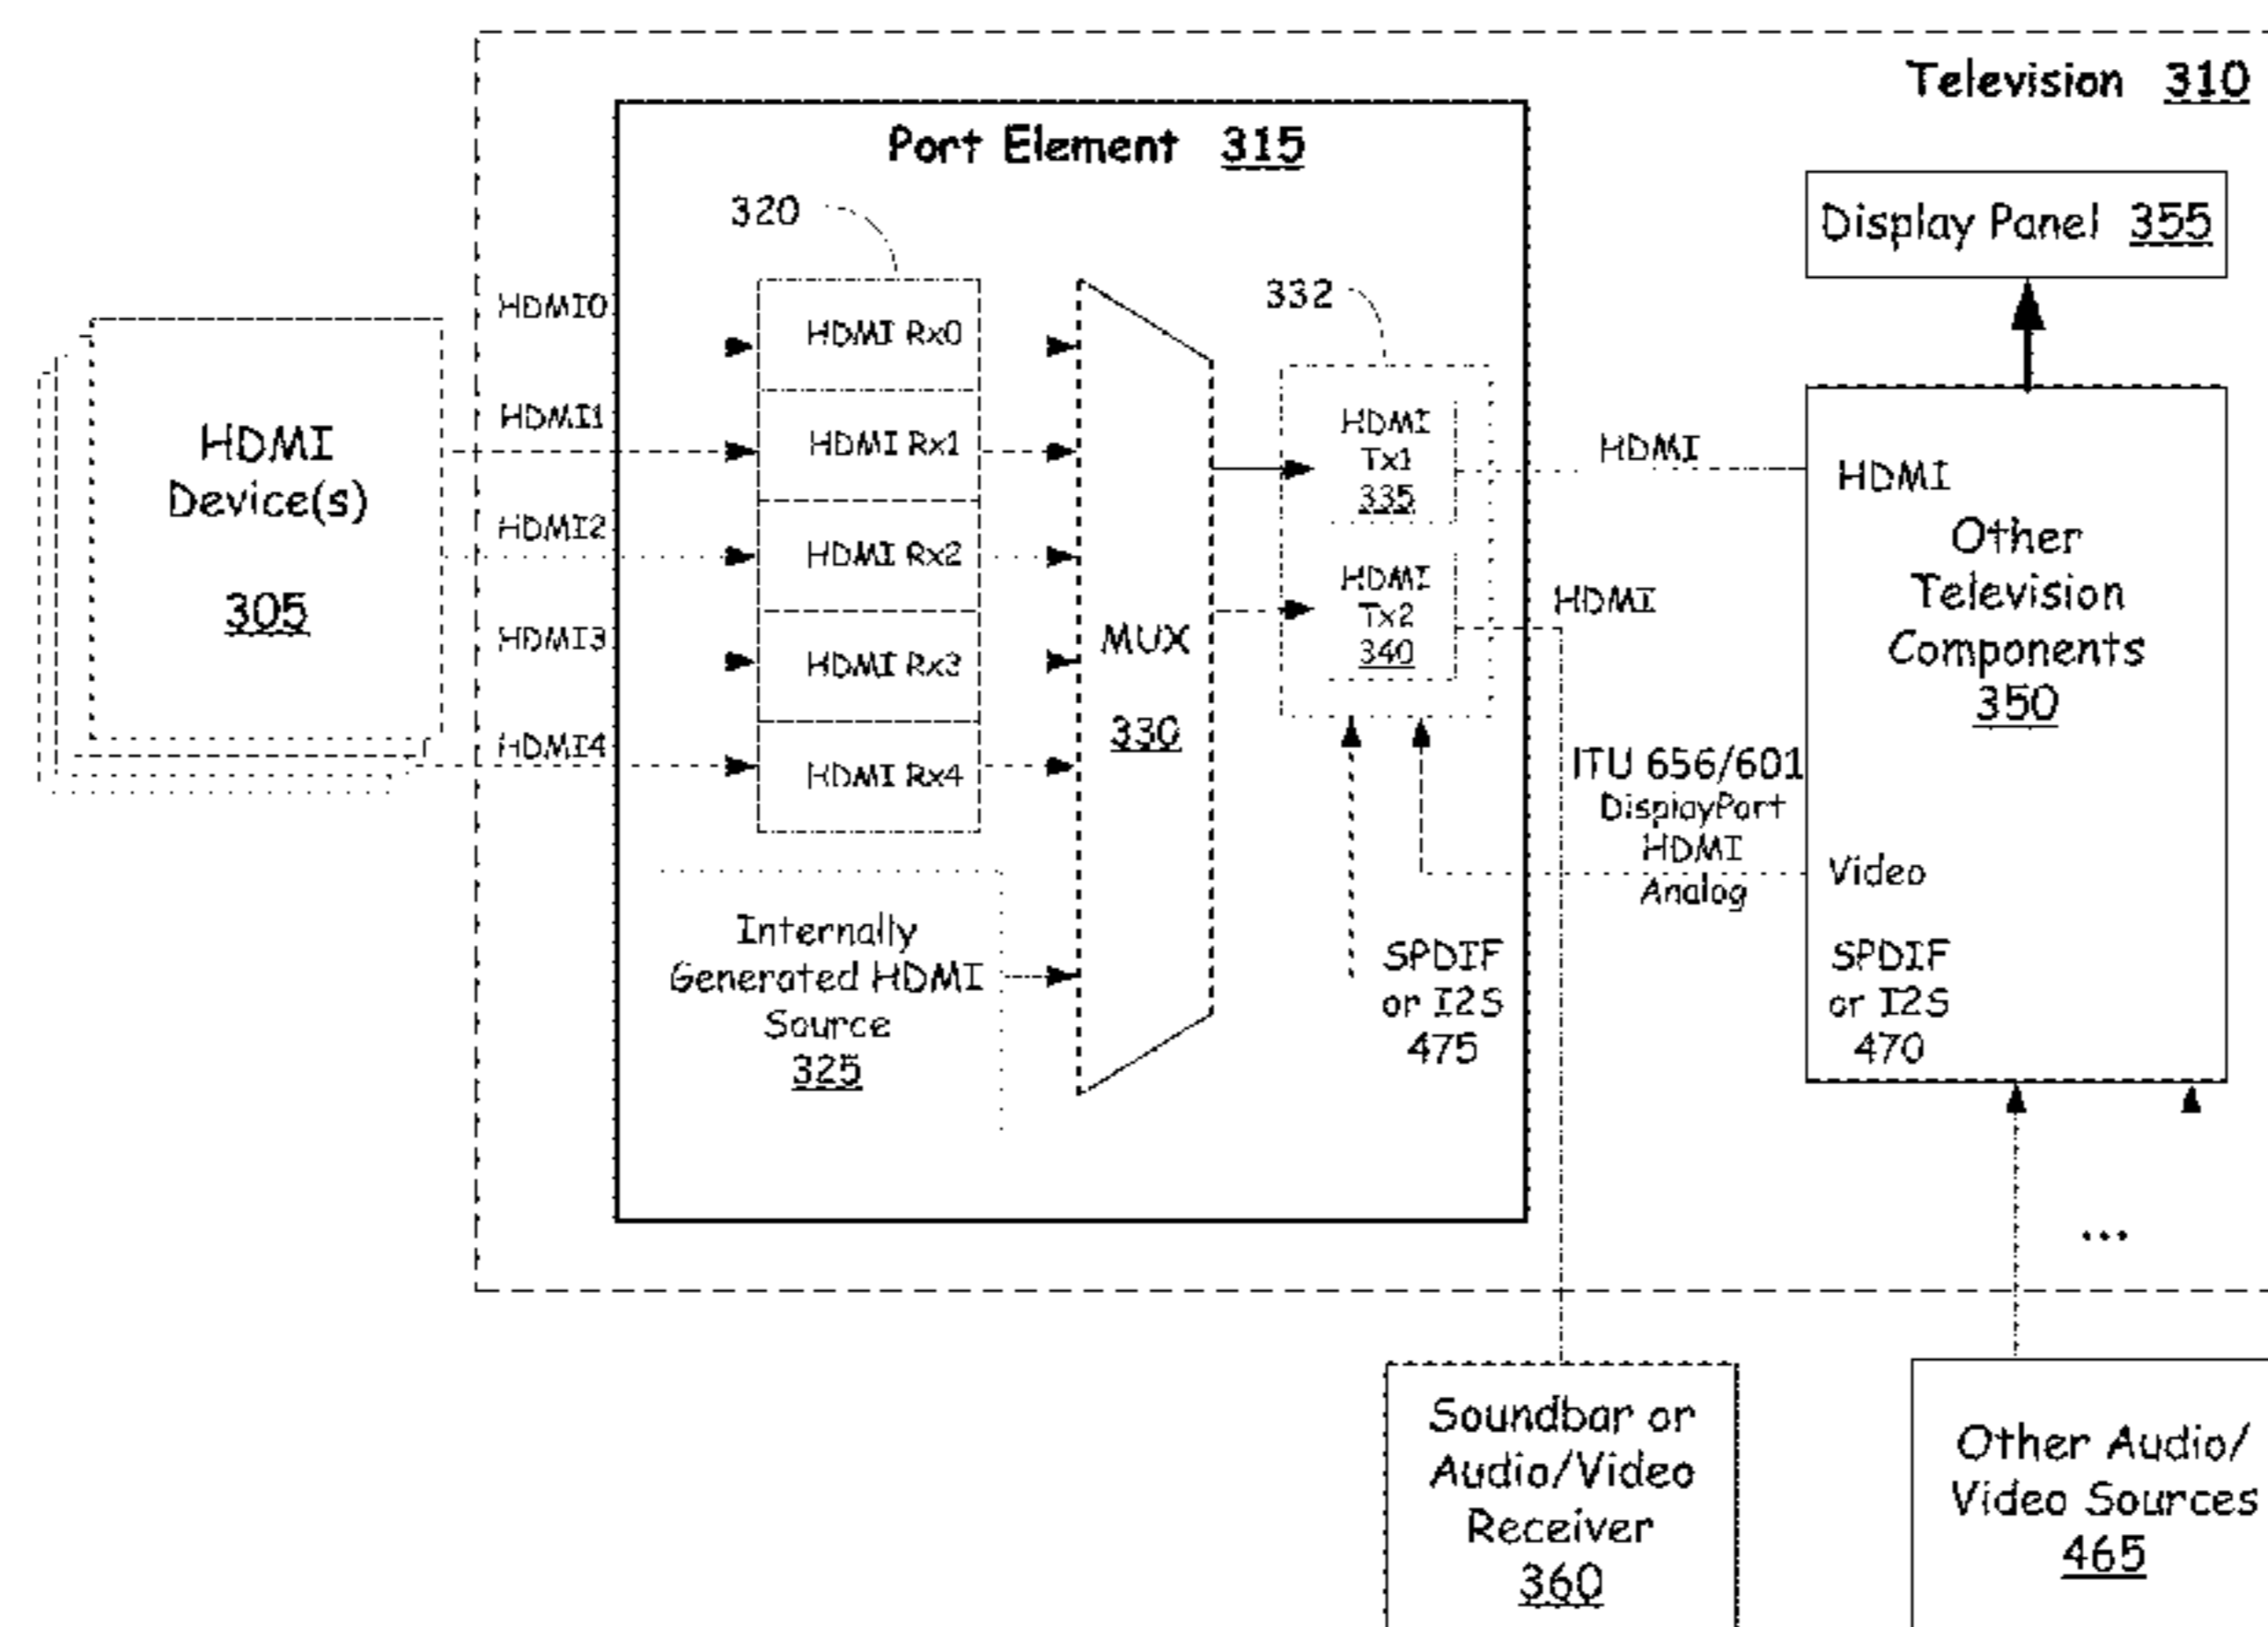 Television 310
Port Element 315
320
332
Display Panel 355
HDMI0
HDMI1
HDMI2
HDMI3
HDMI4
HDMI
Device(s)
305
HDMI Rx0
HDMI Rx1
HDMI Rx2
HDMI Rx3
HDMI Rx4
Internally
Generated HDMI
Source
325
MUX
330
HDMI
Tx1
335
HDMI
Tx2
340
SPDIF
or I2S
475
HDMI
HDMI
ITU 656/601
DisplayPort
HDMI
Analog
HDMI
Other
Television
Components
350
Video
SPDIF
or I2S
470
...
Soundbar or
Audio/Video
Receiver
360
Other Audio/
Video Sources
465